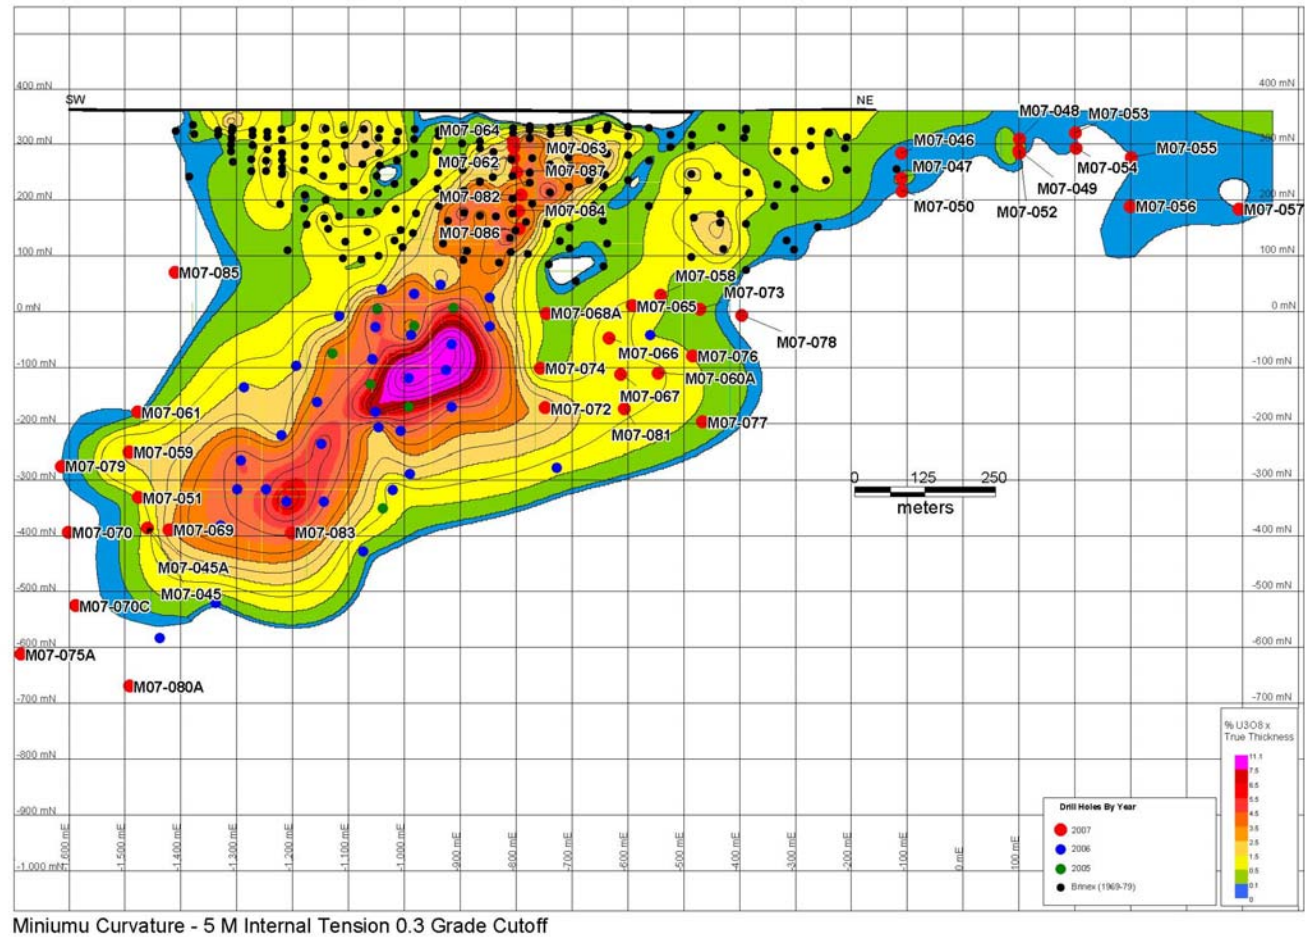 400 mN
400 mN
SW
NE
M07-048
M07-053
M07-064
M07-046
300 mN
300 mN
M07-063
M07-055
M07-062
M07-047
M07-054
M07-087
M07-049
200 mN
200 mN
M07-082
M07-084
M07-050
M07-052
M07-056
M07-057
M07-086
100 mN
100 mN
M07-085
M07-058
M07-073
0 mN
0 mN
M07-068A
M07-065
M07-078
M07-066
M07-076
-100 mN
-100 mN
M07-074
M07-060A
M07-067
M07-061
M07-072
-200 mN
-200 mN
M07-077
M07-081
M07-059
M07-079
-300 mN
-300 mN
0
125
250
meters
M07-051
-400 mN
-400 mN
M07-070
M07-069
M07-083
M07-045A
-500 mN
-500 mN
M07-045
M07-070C
-600 mN
-600 mN
M07-075A
M07-080A
-700 mN
-700 mN
% U3O8 x
True Thickness
11.1
7.5
6.5
5.5
4.5
3.5
2.5
1.5
0.5
0.1
0
-800 mN
-900 mN
Drill Holes By Year
2007
2006
2005
Brinex (1969-79)
-1,000 mN
-1,600 mE
-1,500 mE
-1,300 mE
-1,200 mE
-1,100 mE
-1,000 mE
-900 mE
-800 mE
-700 mE
-600 mE
-500 mE
-400 mE
-300 mE
-200 mE
-100 mE
0 mE
100 mE
Miniumu Curvature - 5 M Internal Tension 0.3 Grade Cutoff